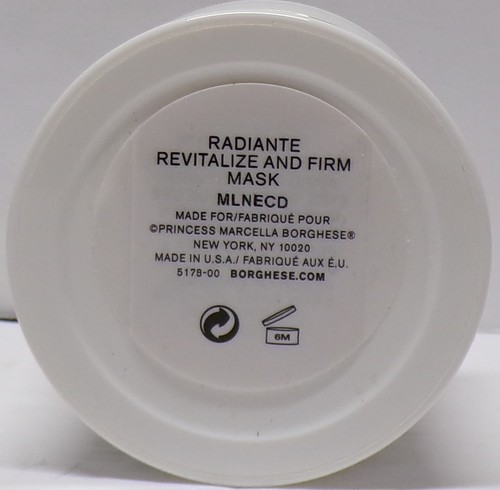 RADIANTE
REVITALIZE AND FIRM
MASK
MLNECD
MADE FOR/FABRIQUÉ POUR
©PRINCESS MARCELLA BORGHESE®
NEW YORK, NY 10020
MADE IN U.S.A./ FABRIQUÉ AUX É.U.
5178-00 BORGHESE.COM
6M